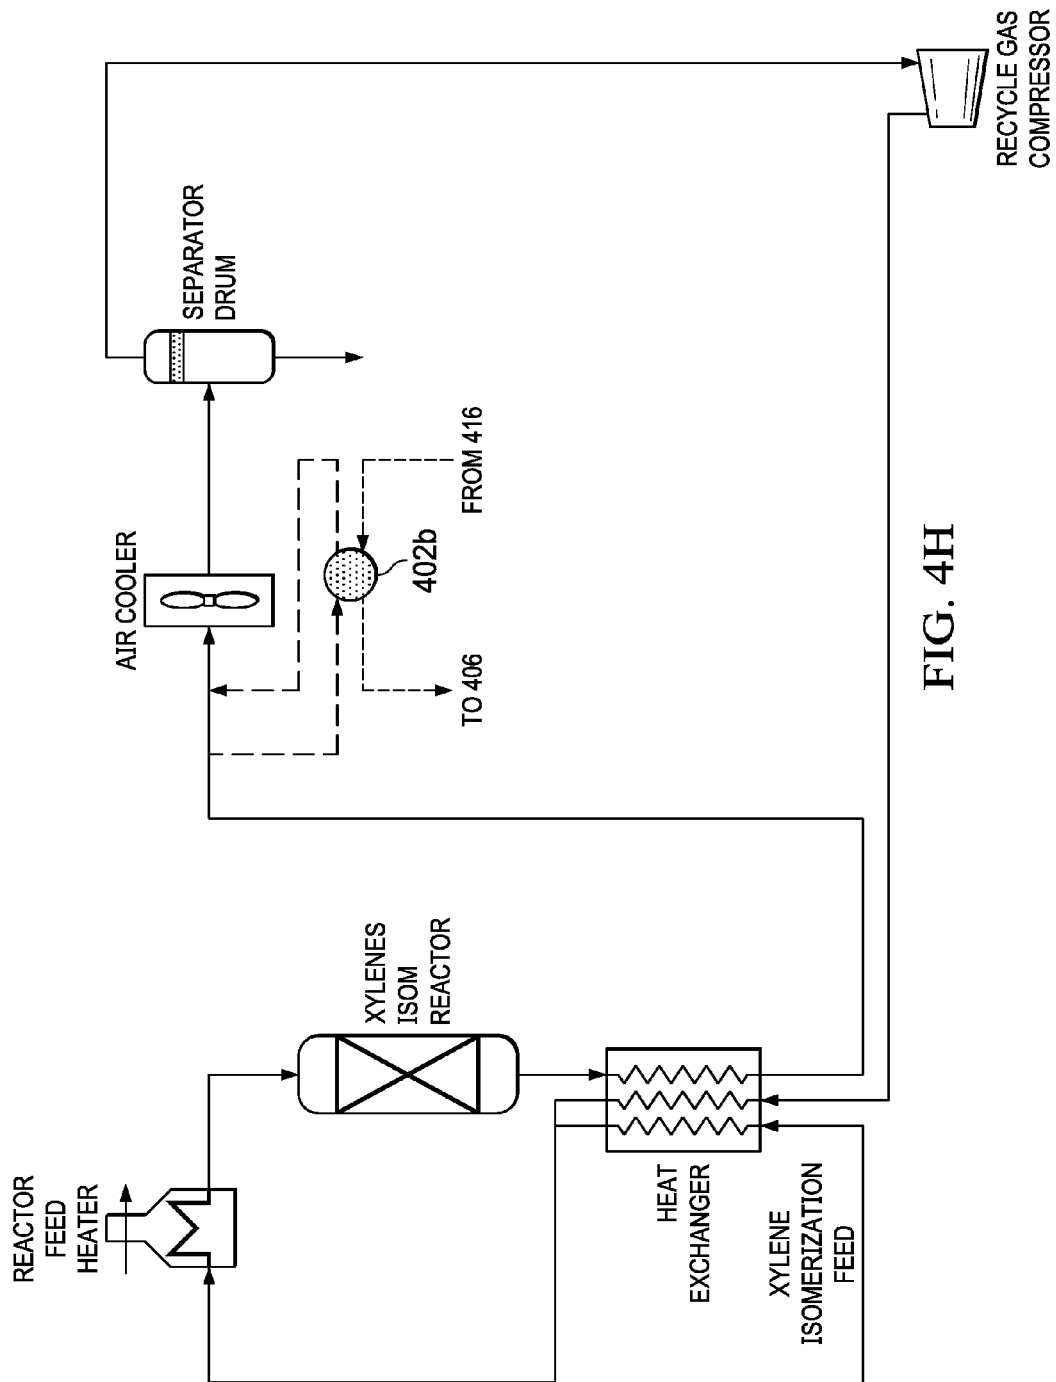 REACTOR
FEED
HEATER
XYLENES
ISOM
REACTOR
HEAT
EXCHANGER
XYLENE
ISOMERIZATION
FEED
AIR COOLER
SEPARATOR
DRUM
402b
TO 406
FROM 416
RECYCLE GAS
COMPRESSOR
FIG. 4H